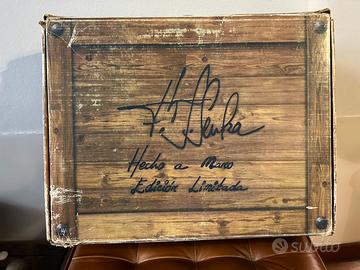 Hecho a Mano
Edición Limitada
subito